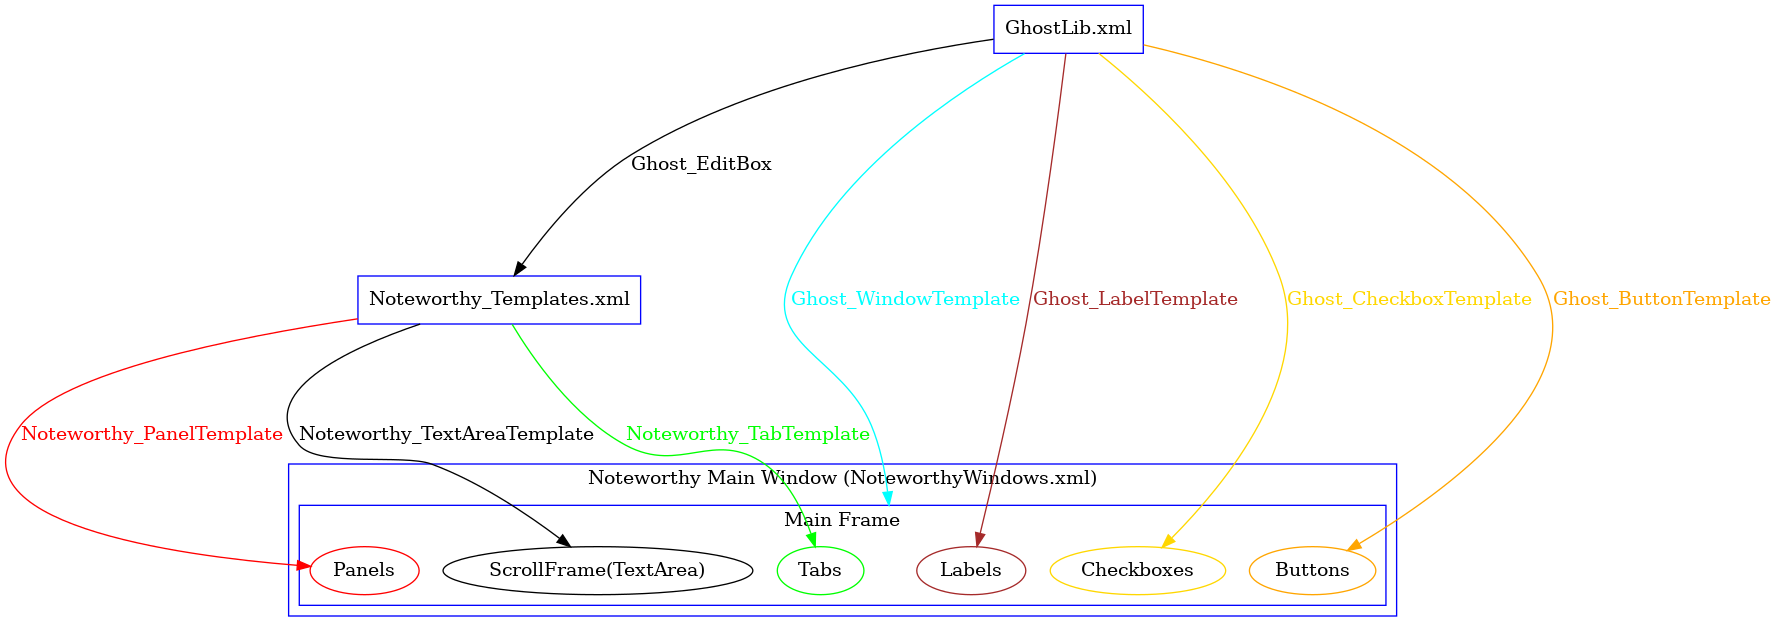 GhostLib.xml
Ghost_EditBox
Noteworthy_Templates.xml
Ghost_WindowTemplate
Ghost_LabelTemplate
Ghost_CheckboxTemplate
Ghost_ButtonTemplate
Noteworthy_PanelTemplate
Noteworthy_TextAreaTemplate
Noteworthy_TabTemplate
Noteworthy Main Window (NoteworthyWindows.xml)
Main Frame
Panels
ScrollFrame(TextArea)
Tabs
Labels
Checkboxes
Buttons